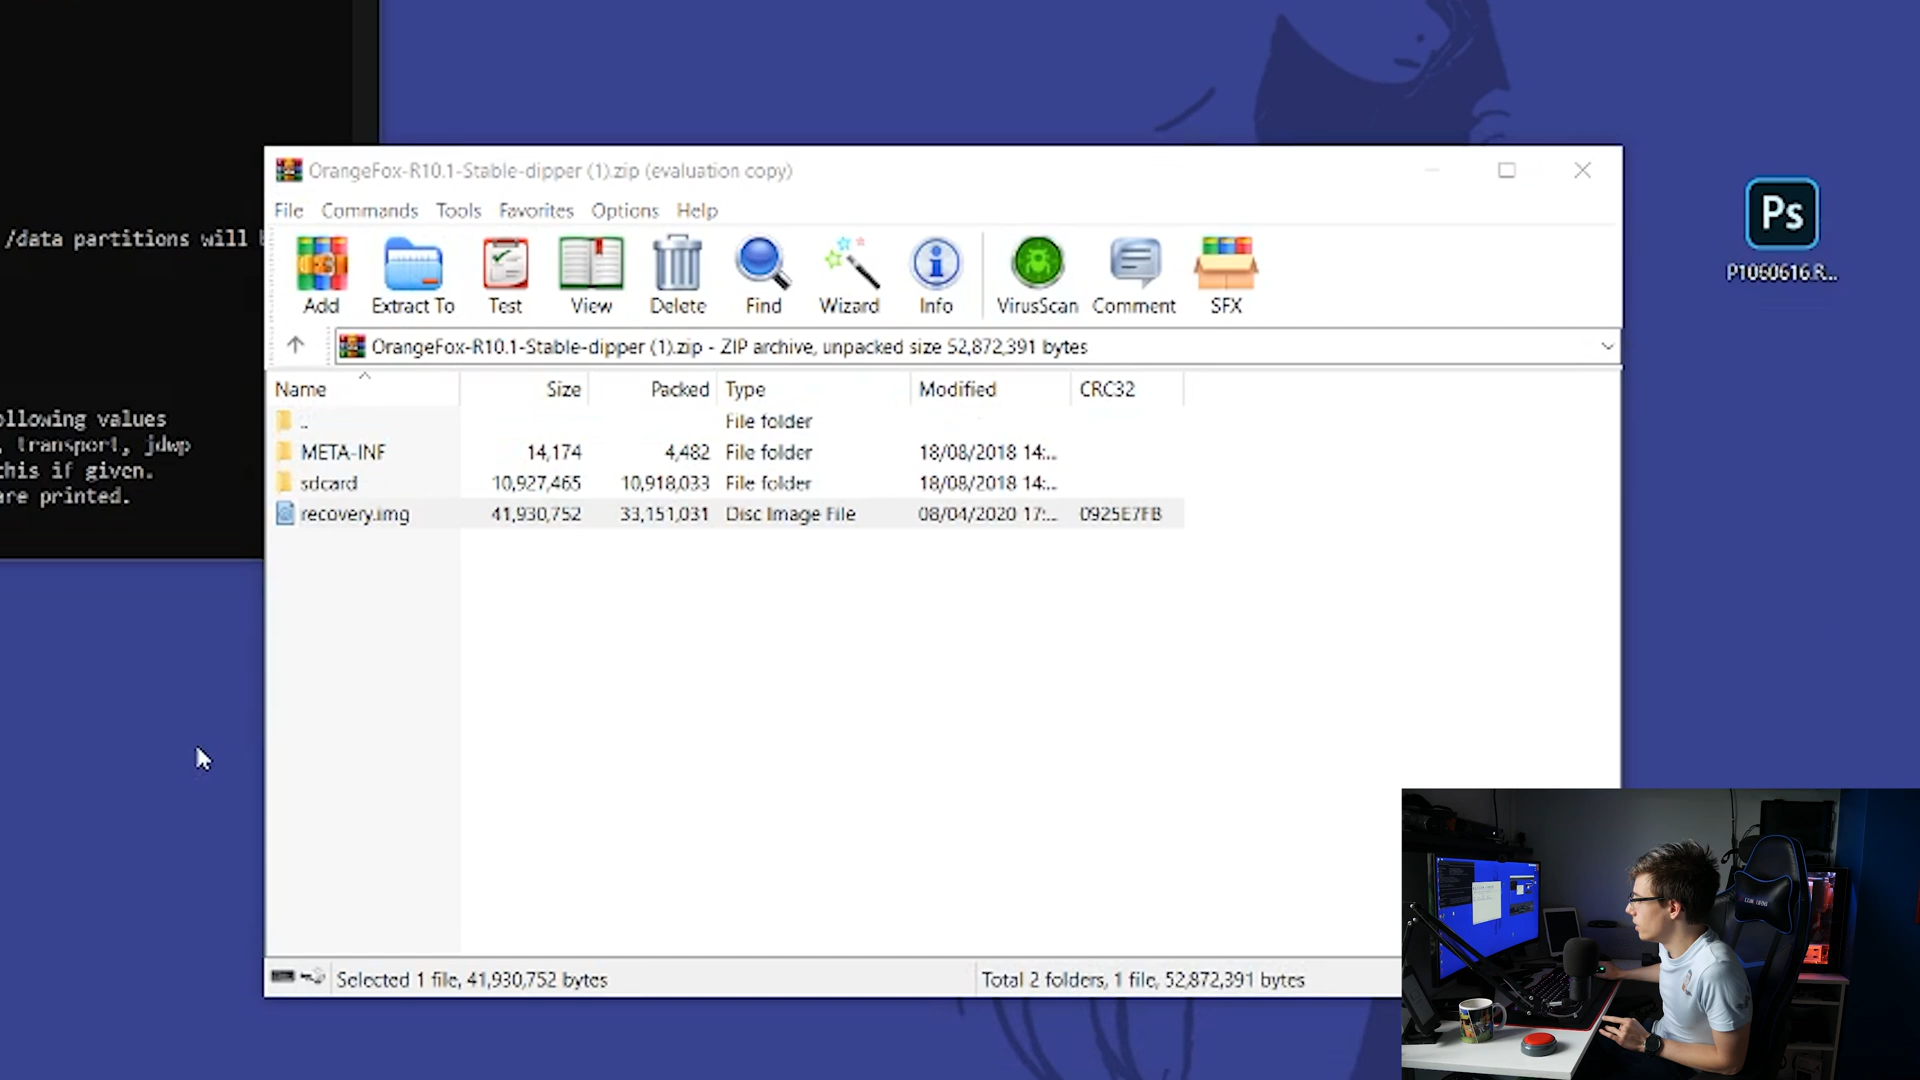 /data partitions will
ollowing values
, transport, jdwp
this if given.
are printed.
OrangeFox-R10.1-Stable-dipper (1).zip (evaluation copy)
File Commands Tools Favorites Options Help
Add Extract To Test View Delete Find Wizard Info VirusScan Comment SFX
OrangeFox-R10.1-Stable-dipper (1).zip - ZIP archive, unpacked size 52,872,391 bytes
Name Size Packed Type Modified CRC32
.. File folder
META-INF 14,174 4,482 File folder 18/08/2018 14:...
sdcard 10,927,465 10,918,033 File folder 18/08/2018 14:...
recovery.img 41,930,752 33,151,031 Disc Image File 08/04/2020 17:... 0925E7FB
Selected 1 file, 41,930,752 bytes
Total 2 folders, 1 file, 52,872,391 bytes
Ps
P1060616.R...